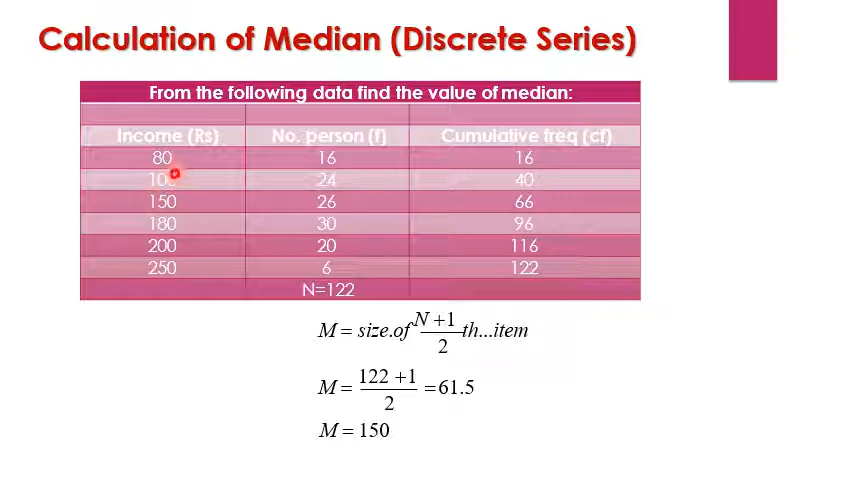 Calculation of Median (Discrete Series)
From the following data find the value of median:
Income (Rs) No. person (f) Cumulative freq (cf)
80 16 16
100 24 40
150 26 66
180 30 96
200 20 116
250 6 122
N=122
M = size.of N+1/2 th...item
M = 122+1/2 = 61.5
M = 150